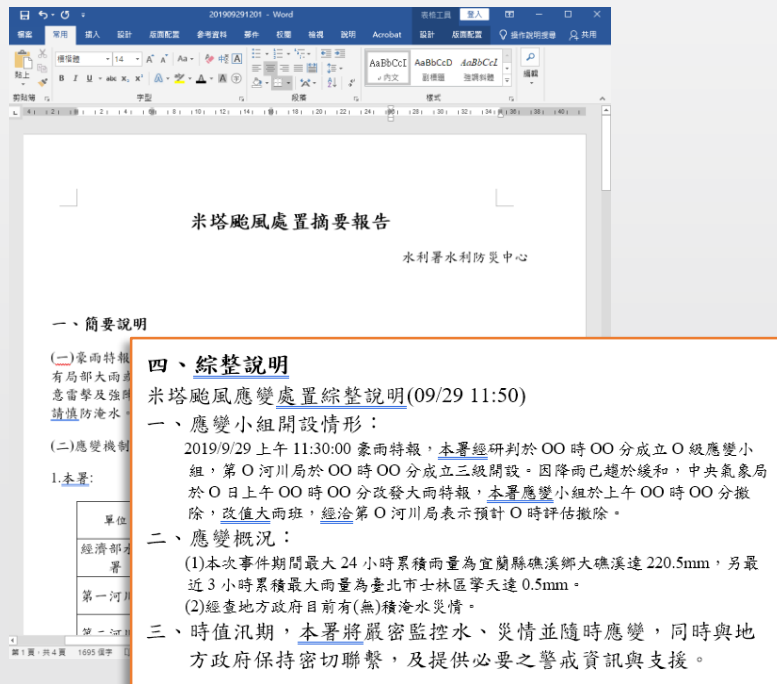 201909291201 - Word
表格工具
登入
檔案 常用 插入 設計 版面配置 參考資料 郵件 校閱 檢視 說明 Acrobat 設計 版面配置 操作說明搜尋 共用
貼上
標楷體 14
AaBbCcI AaBbCcD AaBbCcL
內文 副標題 強調斜體
編輯
剪貼簿 字型 段落 樣式
米塔颱風處置摘要報告
水利署水利防災中心
一、簡要說明
(一)豪雨特報
有局部大雨或
意雷擊及強陣
請慎防淹水。
(二)應變機制
1.本署:
單位
經濟部水
署
第一河川
第二河川
第1頁，共4頁 1695個字
四、綜整說明
米塔颱風應變處置綜整說明(09/29 11:50)
一、應變小組開設情形：
2019/9/29 上午 11:30:00 豪雨特報，本署經研判於 OO 時 OO 分成立 O 級應變小
組，第 O 河川局於 OO 時 OO 分成立三級開設。因降雨已趨於緩和，中央氣象局
於 O 日上午 OO 時 OO 分改發大雨特報，本署應變小組於上午 OO 時 OO 分撤
除，改值大雨班，經洽第 O 河川局表示預計 O 時評估撤除。
二、應變概況：
(1)本次事件期間最大 24 小時累積雨量為宜蘭縣礁溪鄉大礁溪達 220.5mm，另最
近 3 小時累積最大雨量為臺北市士林區擎天達 0.5mm。
(2)經查地方政府目前有(無)積淹水災情。
三、時值汛期，本署將嚴密監控水、災情並隨時應變，同時與地
方政府保持密切聯繫，及提供必要之警戒資訊與支援。